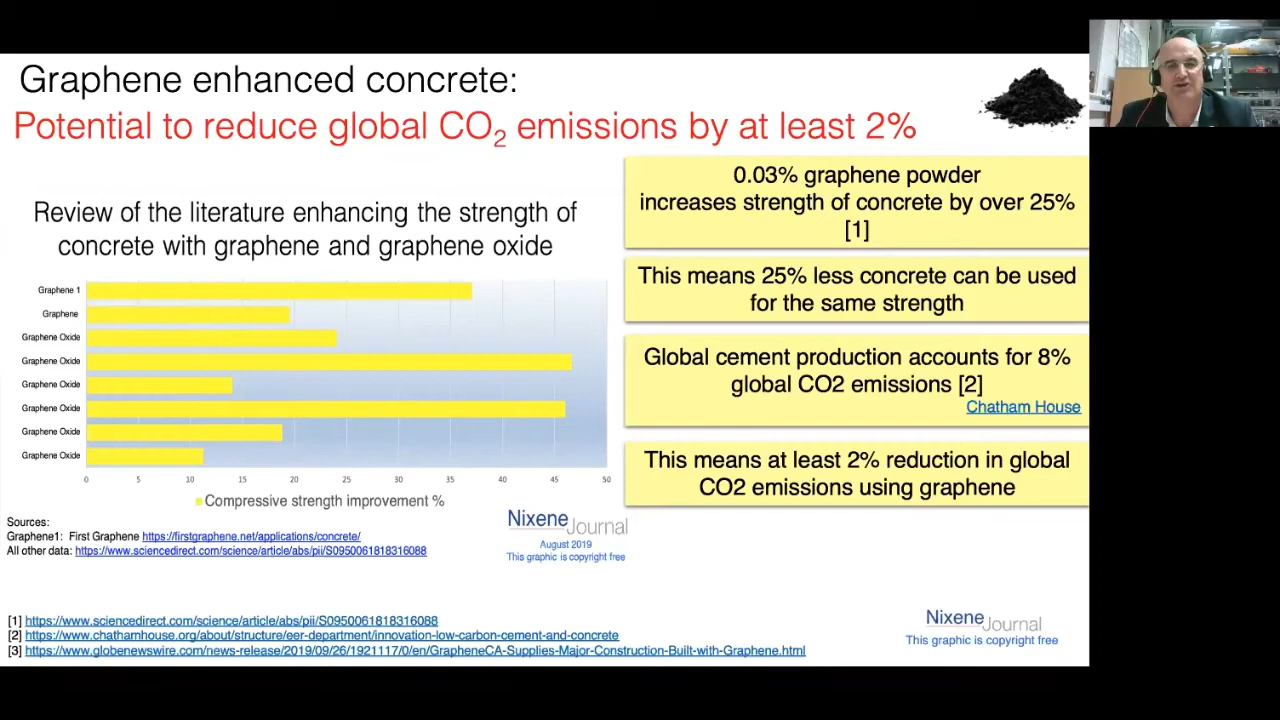 Graphene enhanced concrete:
Potential to reduce global CO2 emissions by at least 2%
Review of the literature enhancing the strength of
concrete with graphene and graphene oxide
Graphene 1
Graphene
Graphene Oxide
Graphene Oxide
Graphene Oxide
Graphene Oxide
Graphene Oxide
Graphene Oxide
0 5 10 15 20 25 30 35 40 45 50
Compressive strength improvement %
Sources:
Graphene1: First Graphene https://firstgraphene.net/applications/concrete/
All other data: https://www.sciencedirect.com/science/article/abs/pii/S0950061818316088
Nixene Journal
August 2019
This graphic is copyright free
0.03% graphene powder
increases strength of concrete by over 25%
[1]
This means 25% less concrete can be used
for the same strength
Global cement production accounts for 8%
global CO2 emissions [2]
Chatham House
This means at least 2% reduction in global
CO2 emissions using graphene
[1] https://www.sciencedirect.com/science/article/abs/pii/S0950061818316088
[2] https://www.chathamhouse.org/about/structure/eer-department/innovation-low-carbon-cement-and-concrete
[3] https://www.globenewswire.com/news-release/2019/09/26/1921117/0/en/GrapheneCA-Supplies-Major-Construction-Built-with-Graphene.html
Nixene Journal
This graphic is copyright free